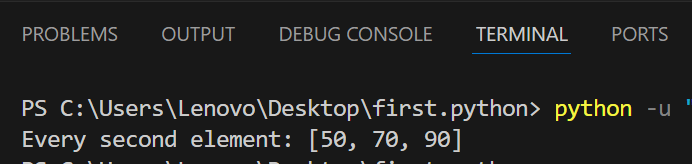 PROBLEMS OUTPUT DEBUG CONSOLE TERMINAL PORTS
PS C:\Users\Lenovo\Desktop\first.python> python -u "
Every second element: [50, 70, 90]